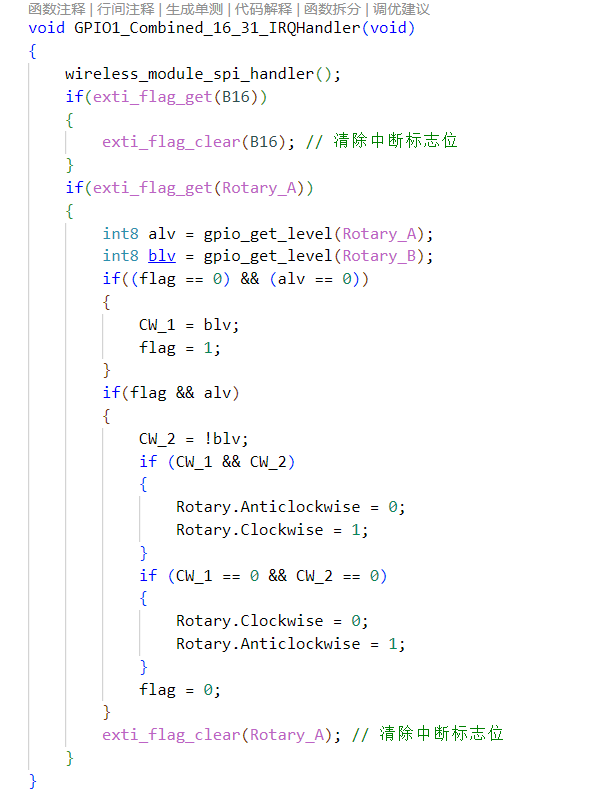 函数注释 | 行间注释 | 生成单测 | 代码解释 | 函数拆分 | 调优建议
void GPIO1_Combined_16_31_IRQHandler(void)
{
    wireless_module_spi_handler();
    if(exti_flag_get(B16))
    {
        exti_flag_clear(B16); // 清除中断标志位
    }
    if(exti_flag_get(Rotary_A))
    {
        int8 alv = gpio_get_level(Rotary_A);
        int8 blv = gpio_get_level(Rotary_B);
        if((flag == 0) && (alv == 0))
        {
            CW_1 = blv;
            flag = 1;
        }
        if(flag && alv)
        {
            CW_2 = !blv;
            if (CW_1 && CW_2)
            {
                Rotary.Anticlockwise = 0;
                Rotary.Clockwise = 1;
            }
            if (CW_1 == 0 && CW_2 == 0)
            {
                Rotary.Clockwise = 0;
                Rotary.Anticlockwise = 1;
            }
            flag = 0;
        }
        exti_flag_clear(Rotary_A); // 清除中断标志位
    }
}